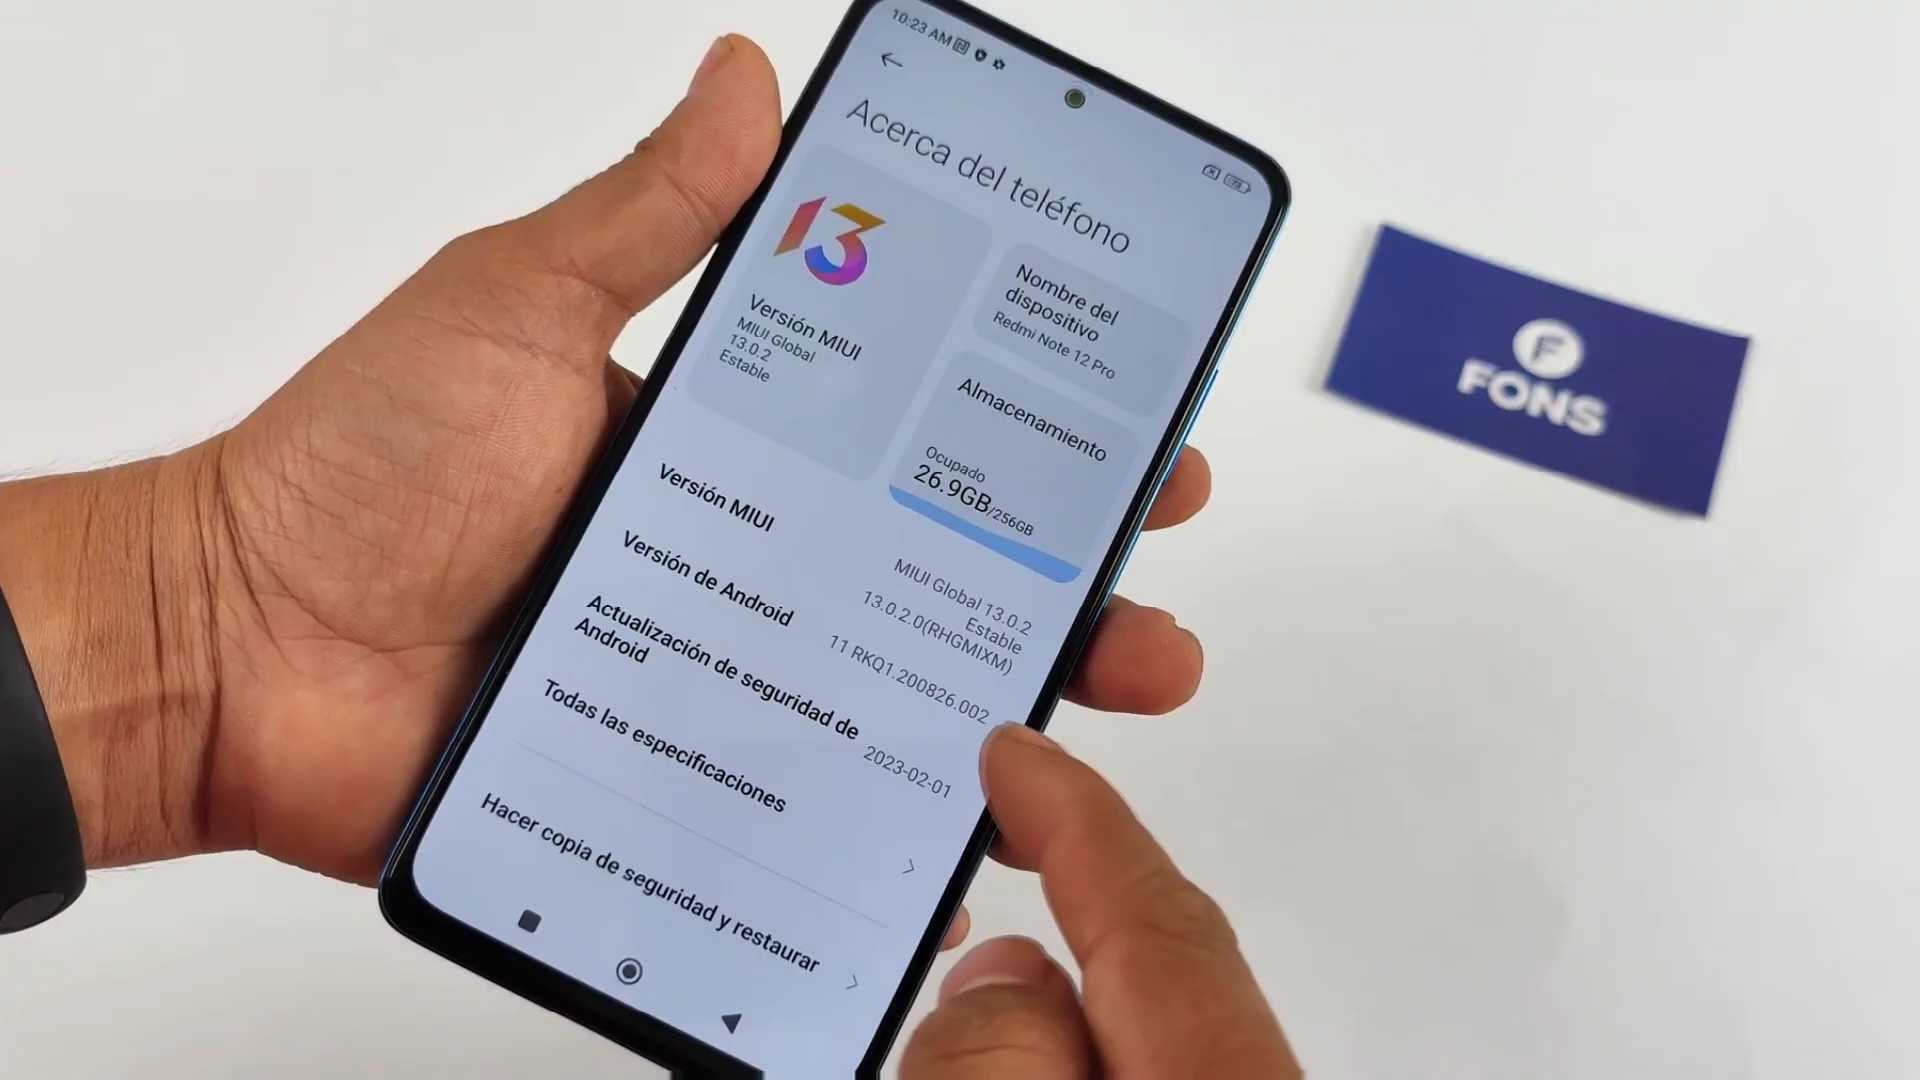 10:23 AM
Acerca del teléfono
13
Versión MIUI
MIUI Global
13.0.2
Estable
Nombre del
dispositivo
Redmi Note 12 Pro
Almacenamiento
Ocupado
26.9GB/256GB
Versión MIUI
MIUI Global 13.0.2
Estable
13.0.2.0(RHGMIXM)
Versión de Android
11 RKQ1.200826.002
Actualización de seguridad de
Android
2023-02-01
Todas las especificaciones
Hacer copia de seguridad y restaurar
F
FONS